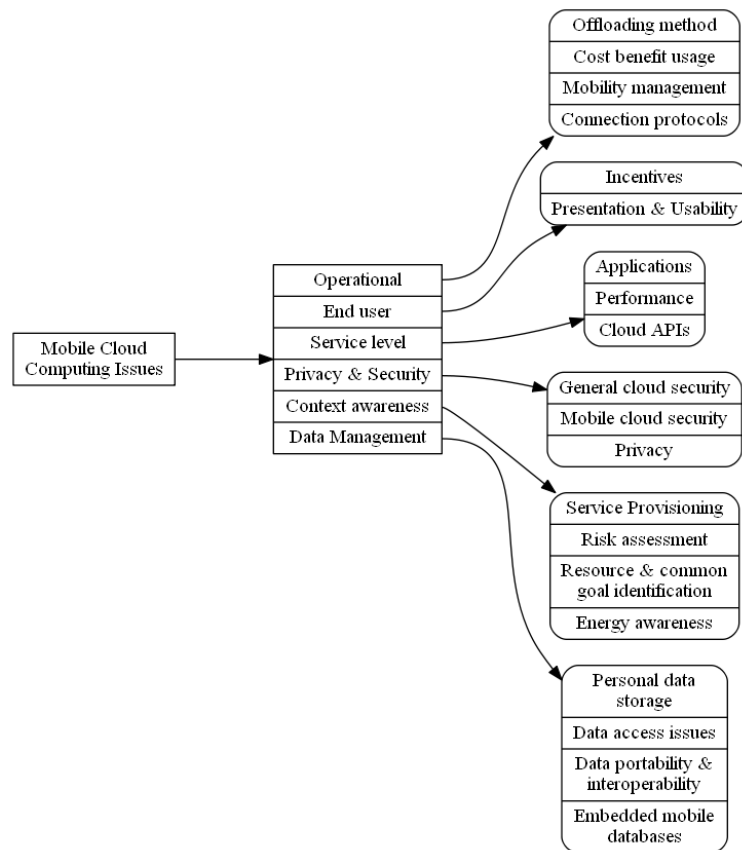 Mobile Cloud
Computing Issues
Operational
End user
Service level
Privacy & Security
Context awareness
Data Management
Offloading method
Cost benefit usage
Mobility management
Connection protocols
Incentives
Presentation & Usability
Applications
Performance
Cloud APIs
General cloud security
Mobile cloud security
Privacy
Service Provisioning
Risk assessment
Resource & common
goal identification
Energy awareness
Personal data
storage
Data access issues
Data portability &
interoperability
Embedded mobile
databases